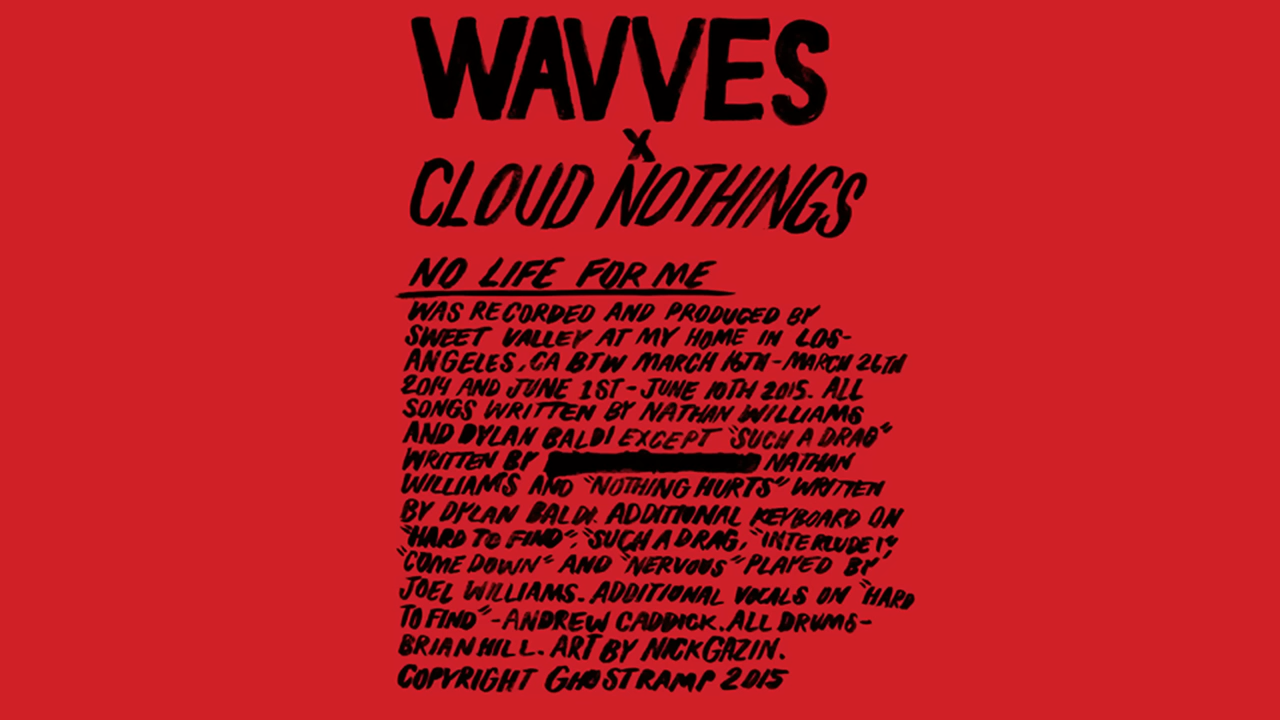 WAVVES
X
CLOUD NOTHINGS
NO LIFE FOR ME
WAS RECORDED AND PRODUCED BY
SWEET VALLEY AT MY HOME IN LOS-
ANGELES, CA BTW MARCH 16TH - MARCH 26TH
2014 AND JUNE 1ST - JUNE 10TH 2015. ALL
SONGS WRITTEN BY NATHAN WILLIAMS
AND DYLAN BALDI EXCEPT "SUCH A DRAG"
WRITTEN BY NATHAN
WILLIAMS AND "NOTHING HURTS" WRITTEN
BY DYLAN BALDI. ADDITIONAL KEYBOARD ON
"HARD TO FIND", "SUCH A DRAG, "INTERLUDE I",
"COME DOWN" AND "NERVOUS" PLAYED BY
JOEL WILLIAMS. ADDITIONAL VOCALS ON "HARD
TO FIND" - ANDREW CADDICK. ALL DRUMS -
BRIAN HILL. ART BY NICK GAZIN.
COPYRIGHT GHOST RAMP 2015